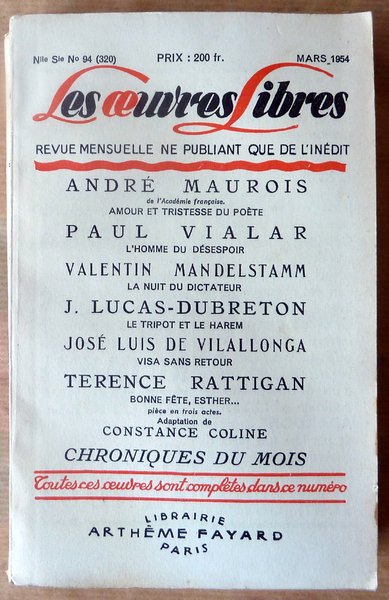 Nlle Sie No 94 (320) PRIX : 200 fr. MARS_1954
Les œuvres Libres
REVUE MENSUELLE NE PUBLIANT QUE DE L'INÉDIT
ANDRÉ MAUROIS
de l'Académie française.
AMOUR ET TRISTESSE DU POÈTE
PAUL VIALAR
L'HOMME DU DÉSESPOIR
VALENTIN MANDELSTAMM
LA NUIT DU DICTATEUR
J. LUCAS-DUBRETON
LE TRIPOT ET LE HAREM
JOSÉ LUIS DE VILALLONGA
VISA SANS RETOUR
TERENCE RATTIGAN
BONNE FÊTE, ESTHER...
pièce en trois actes.
Adaptation de
CONSTANCE COLINE
CHRONIQUES DU MOIS
Toutes ces œuvres sont complètes dans ce numéro
LIBRAIRIE
ARTHÈME FAYARD
PARIS